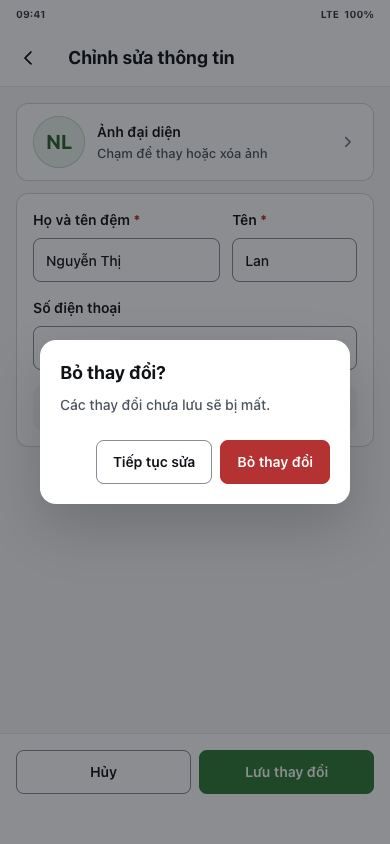 09:41
LTE 100%
Chỉnh sửa thông tin
NL
Ảnh đại diện
Chạm để thay hoặc xóa ảnh
Họ và tên đệm *
Tên *
Nguyễn Thị
Lan
Số điện thoại
Bỏ thay đổi?
Các thay đổi chưa lưu sẽ bị mất.
Tiếp tục sửa
Bỏ thay đổi
Hủy
Lưu thay đổi